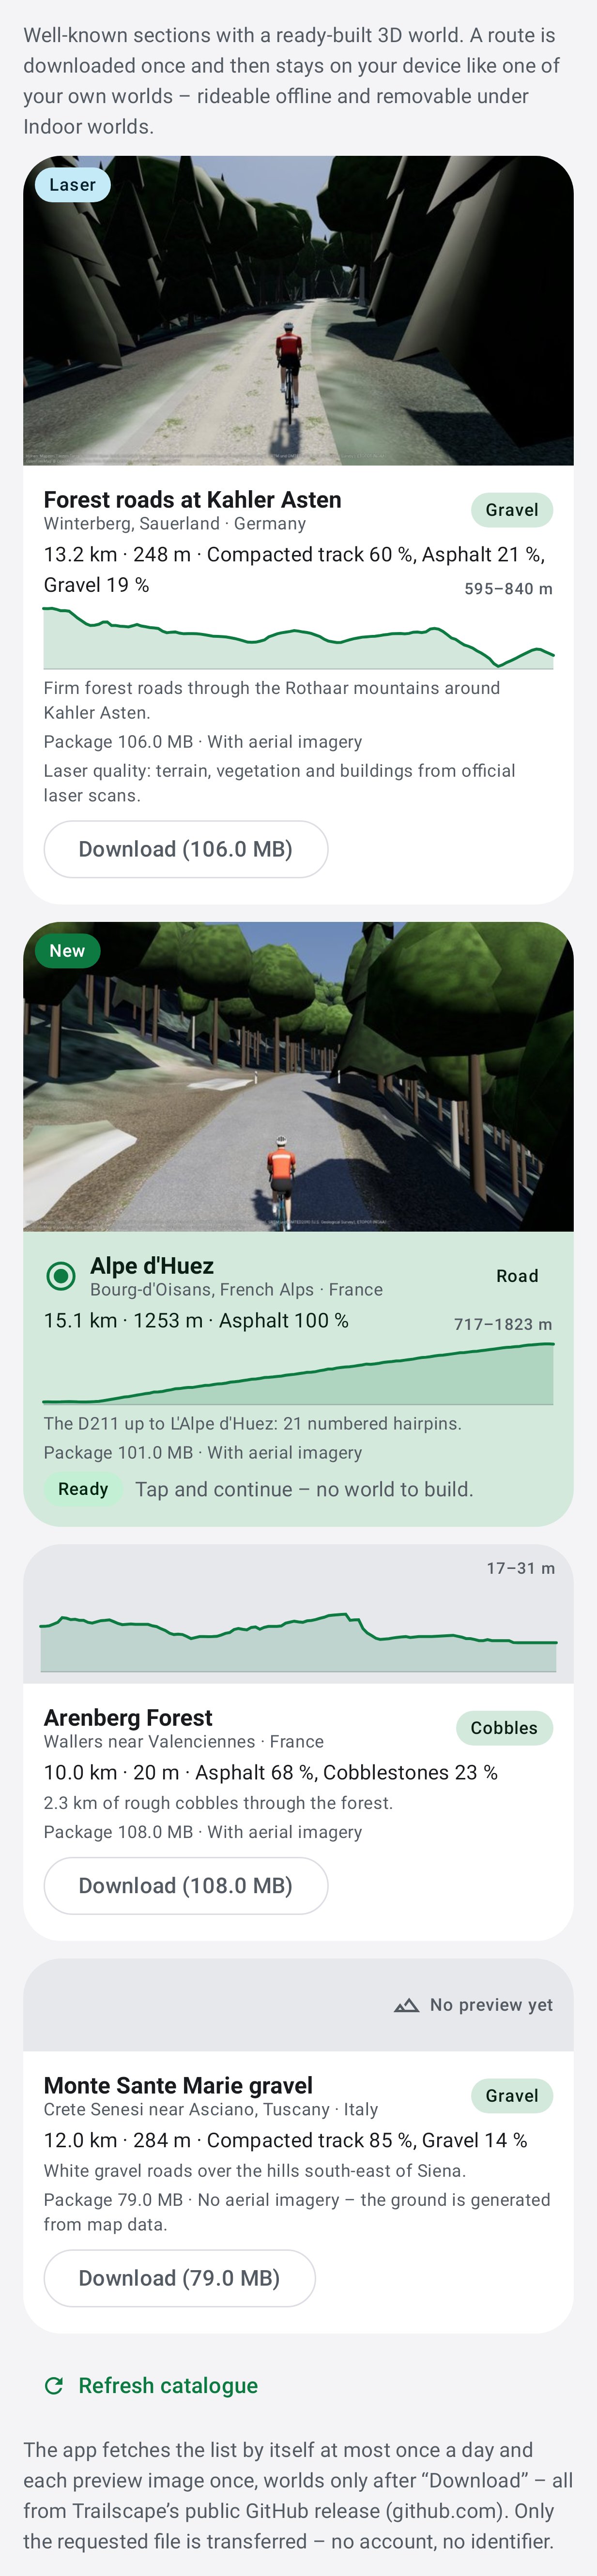 Well-known sections with a ready-built 3D world. A route is
downloaded once and then stays on your device like one of
your own worlds – rideable offline and removable under
Indoor worlds.
Laser
Forest roads at Kahler Asten
Gravel
Winterberg, Sauerland · Germany
13.2 km · 248 m · Compacted track 60 %, Asphalt 21 %,
Gravel 19 %
595–840 m
Firm forest roads through the Rothaar mountains around
Kahler Asten.
Package 106.0 MB · With aerial imagery
Laser quality: terrain, vegetation and buildings from official
laser scans.
Download (106.0 MB)
New
Alpe d'Huez
Road
Bourg-d'Oisans, French Alps · France
15.1 km · 1253 m · Asphalt 100 %
717–1823 m
The D211 up to L'Alpe d'Huez: 21 numbered hairpins.
Package 101.0 MB · With aerial imagery
Ready
Tap and continue – no world to build.
17–31 m
Arenberg Forest
Cobbles
Wallers near Valenciennes · France
10.0 km · 20 m · Asphalt 68 %, Cobblestones 23 %
2.3 km of rough cobbles through the forest.
Package 108.0 MB · With aerial imagery
Download (108.0 MB)
No preview yet
Monte Sante Marie gravel
Gravel
Crete Senesi near Asciano, Tuscany · Italy
12.0 km · 284 m · Compacted track 85 %, Gravel 14 %
White gravel roads over the hills south-east of Siena.
Package 79.0 MB · No aerial imagery – the ground is generated
from map data.
Download (79.0 MB)
Refresh catalogue
The app fetches the list by itself at most once a day and
each preview image once, worlds only after “Download” – all
from Trailscape’s public GitHub release (github.com). Only
the requested file is transferred – no account, no identifier.